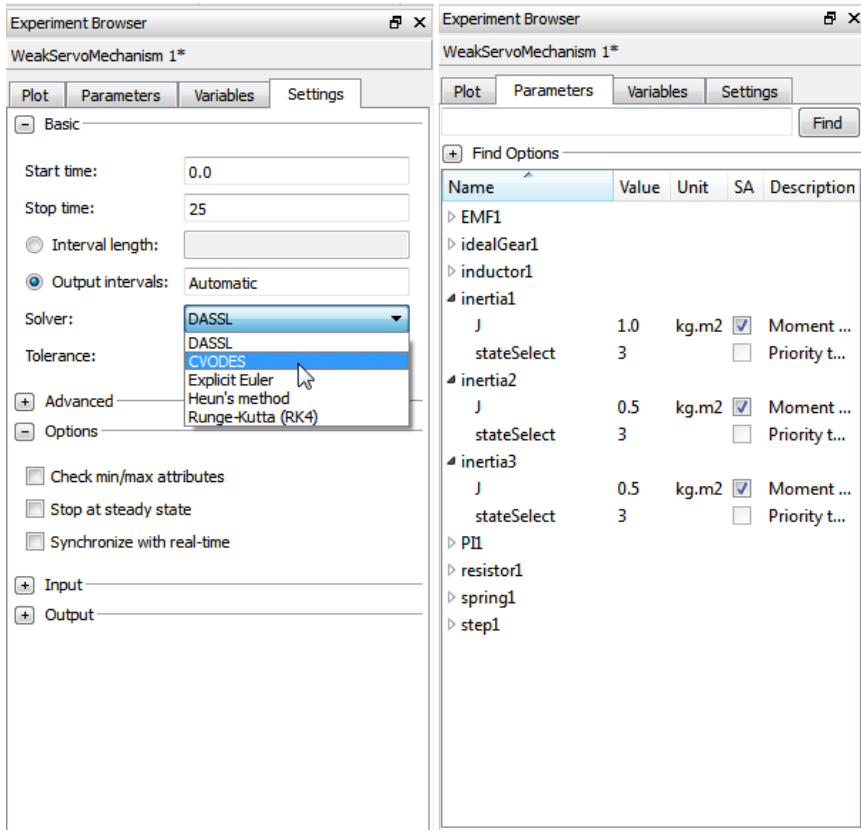 Experiment Browser
WeakServoMechanism 1*
Plot Parameters Variables Settings
Basic
Start time: 0.0
Stop time: 25
Interval length:
Output intervals: Automatic
Solver: DASSL
DASSL
Tolerance:
CVODES
Explicit Euler
Advanced
Heun's method
Runge-Kutta (RK4)
Options
Check min/max attributes
Stop at steady state
Synchronize with real-time
Input
Output
Experiment Browser
WeakServoMechanism 1*
Plot Parameters Variables Settings
Find
Find Options
Name Value Unit SA Description
EMF1
idealGear1
inductor1
inertia1
J 1.0 kg.m2 Moment ...
stateSelect 3 Priority t...
inertia2
J 0.5 kg.m2 Moment ...
stateSelect 3 Priority t...
inertia3
J 0.5 kg.m2 Moment ...
stateSelect 3 Priority t...
PI1
resistor1
spring1
step1